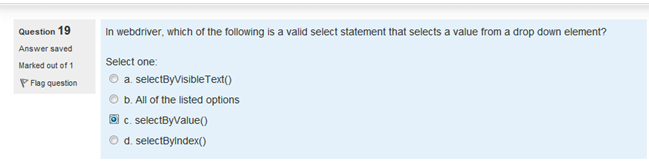 Question 19
Answer saved
Marked out of 1
Flag question
In webdriver, which of the following is a valid select statement that selects a value from a drop down element?
Select one:
a. selectByVisibleText()
b. All of the listed options
c. selectByValue()
d. selectByIndex()